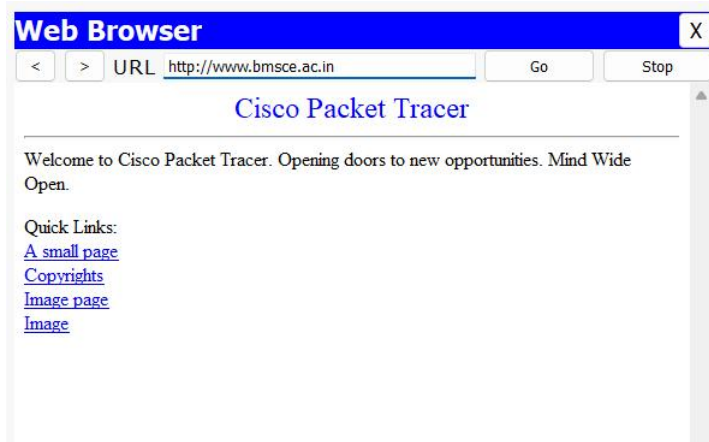 Web Browser X
< > URL http://www.bmsce.ac.in Go Stop
Cisco Packet Tracer
Welcome to Cisco Packet Tracer. Opening doors to new opportunities. Mind Wide
Open.
Quick Links:
A small page
Copyrights
Image page
Image